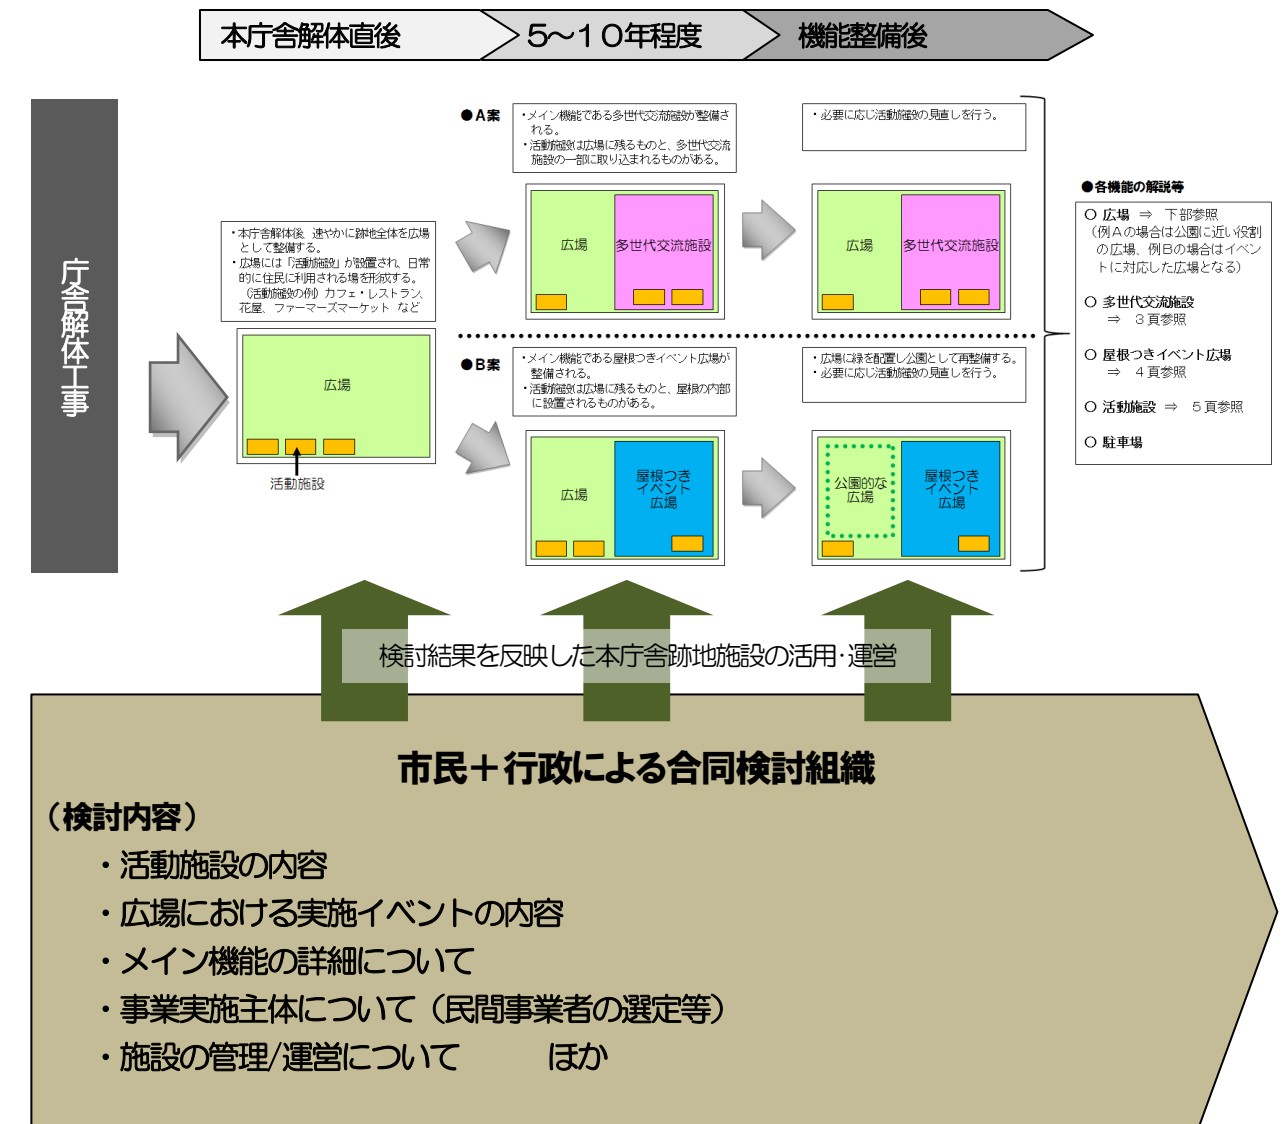 本庁舎解体直後
５～１０年程度
機能整備後
庁舎解体工事
・本庁舎解体後、速やかに跡地全体を広場
として整備する。
・広場には「活動施設」が設置され、日常
的に住民に利用される場を形成する。
（活動施設の例）カフェ・レストラン、
花屋、ファーマーズマーケット など
広場
活動施設
●Ａ案
・メイン機能である多世代交流施設が整備さ
れる。
・活動施設は広場に残るものと、多世代交流
施設の一部に取り込まれるものがある。
広場
多世代交流施設
・必要に応じ活動施設の見直しを行う。
広場
多世代交流施設
●Ｂ案
・メイン機能である屋根つきイベント広場が
整備される。
・活動施設は広場に残るものと、屋根の内部
に設置されるものがある。
広場
屋根つき
イベント
広場
・広場に緑を配置し公園として再整備する。
・必要に応じ活動施設の見直しを行う。
公園的な
広場
屋根つき
イベント
広場
●各機能の解説等
○ 広場 ⇒ 下部参照
（例Ａの場合は公園に近い役割
の広場、例Ｂの場合はイベン
トに対応した広場となる）
○ 多世代交流施設
⇒ ３頁参照
○ 屋根つきイベント広場
⇒ ４頁参照
○ 活動施設 ⇒ ５頁参照
○ 駐車場
検討結果を反映した本庁舎跡地施設の活用・運営
市民＋行政による合同検討組織
（検討内容）
・活動施設の内容
・広場における実施イベントの内容
・メイン機能の詳細について
・事業実施主体について（民間事業者の選定等）
・施設の管理/運営について ほか